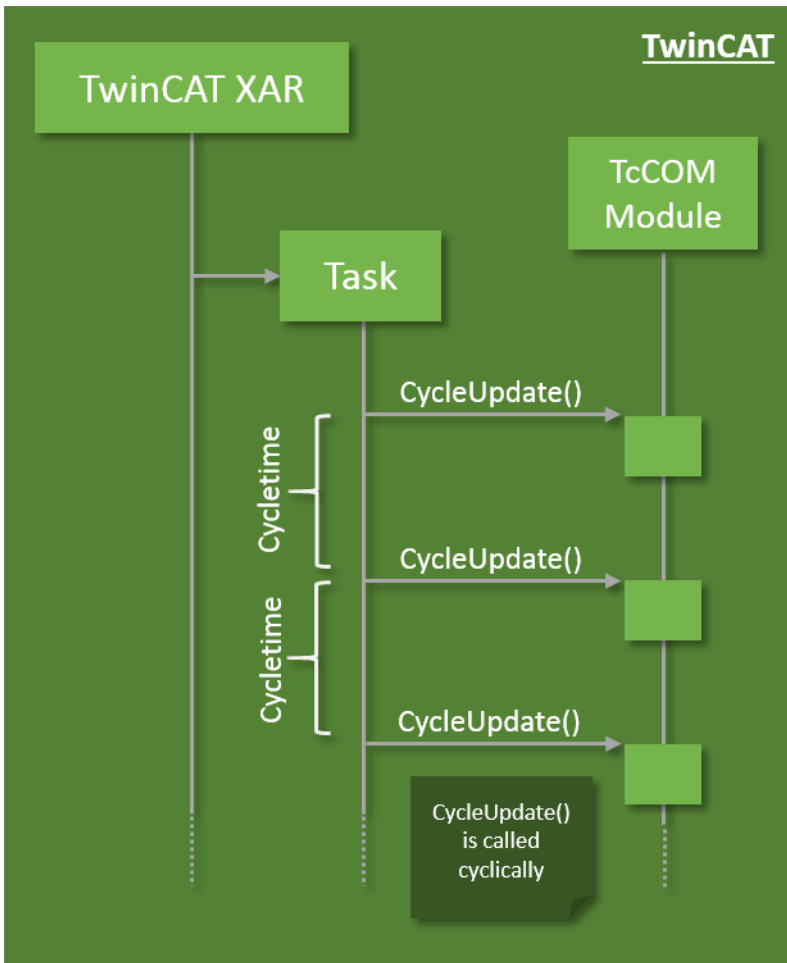 TwinCAT
TwinCAT XAR
TcCOM
Module
Task
CycleUpdate()
Cycletime
CycleUpdate()
Cycletime
CycleUpdate()
CycleUpdate()
is called
cyclically